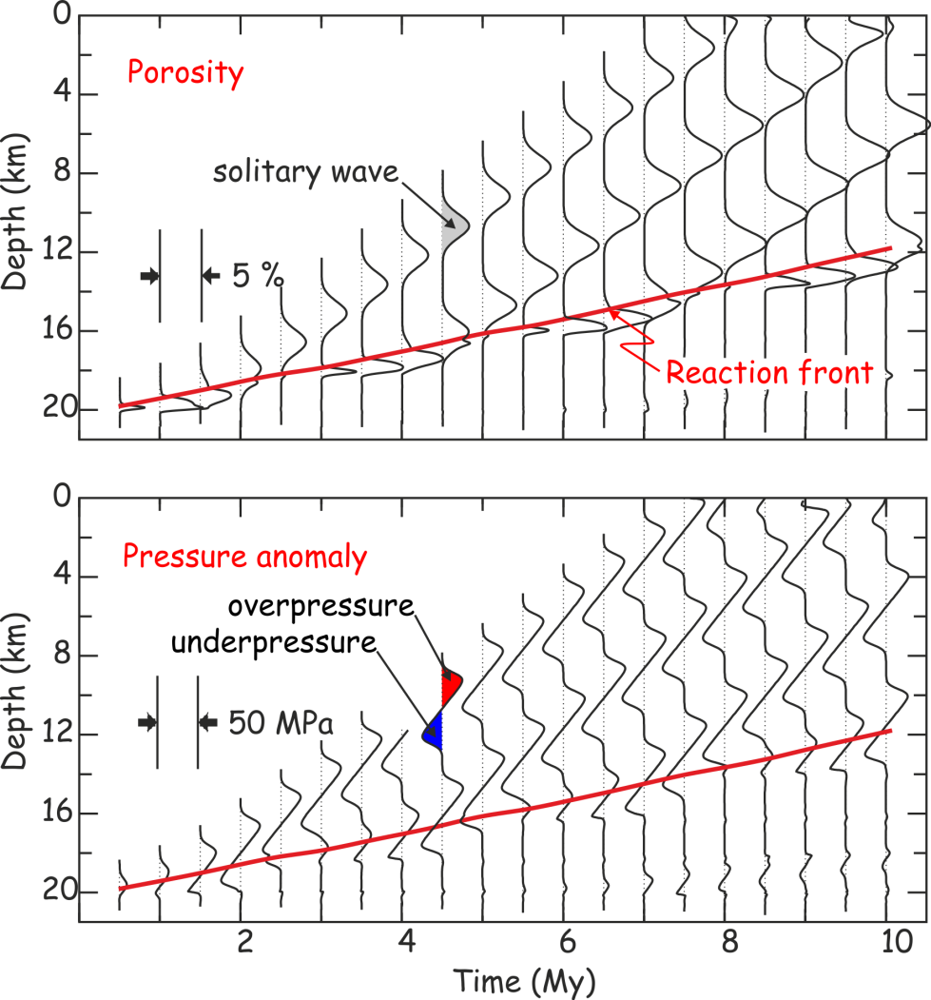 0
Porosity
4
solitary wave
8
Depth (km)
12
5 %
16
Reaction front
20
0
Pressure anomaly
4
overpressure
underpressure
8
Depth (km)
12
50 MPa
16
20
2 4 6 8 10
Time (My)